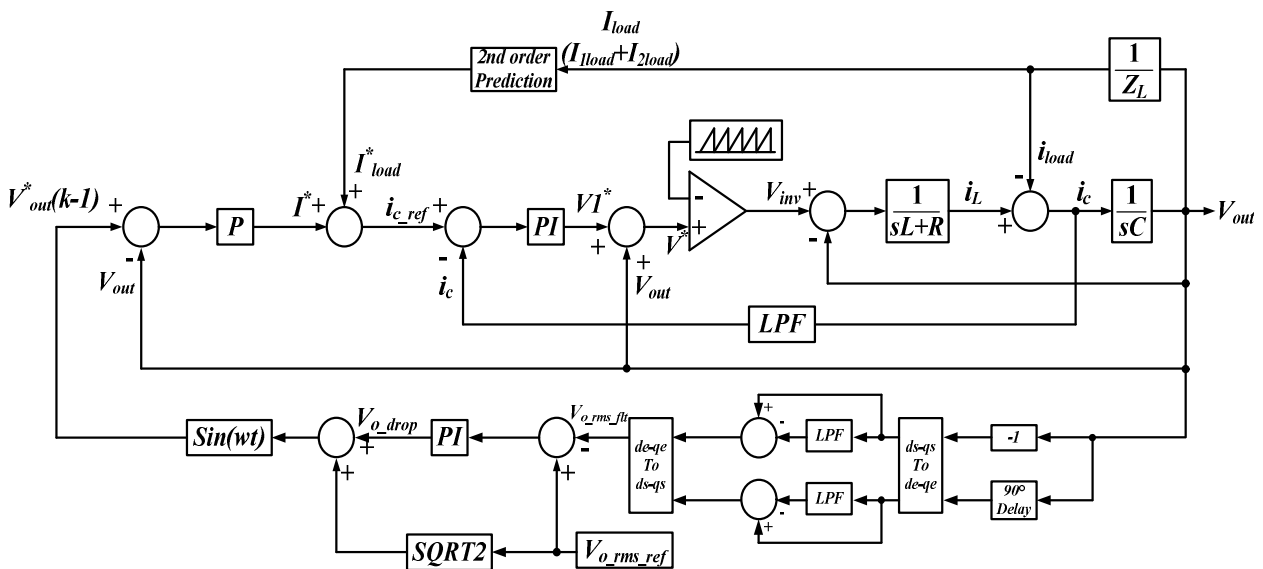 I_load
(I_1load+I_2load)
2nd order
Prediction
1
Z_L
I*_load
i_load
V*_out(k-1)
+
-
V_out
P
I*
+
+
i_c_ref
+
-
i_c
PI
V1*
+
+
V_out
V*
-
+
V_inv
+
-
1
sL+R
i_L
+
-
i_c
1
sC
V_out
LPF
Sin(wt)
V_o_drop
+
+
PI
V_o_rms_flt
-
+
de-qe
To
ds-qs
+
-
LPF
ds-qs
To
de-qe
-1
-
+
LPF
90°
Delay
SQRT2
V_o_rms_ref